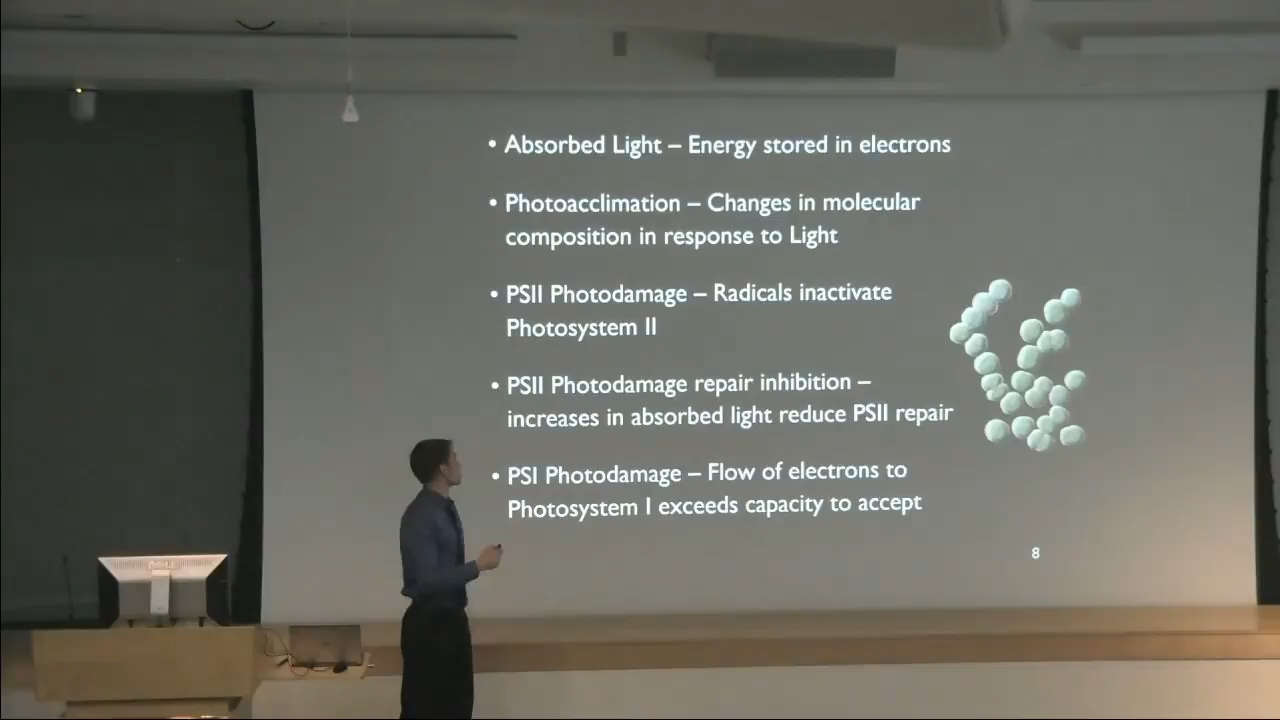 • Absorbed Light – Energy stored in electrons
• Photoacclimation – Changes in molecular
composition in response to Light
• PSII Photodamage – Radicals inactivate
Photosystem II
• PSII Photodamage repair inhibition –
increases in absorbed light reduce PSII repair
• PSI Photodamage – Flow of electrons to
Photosystem I exceeds capacity to accept
8